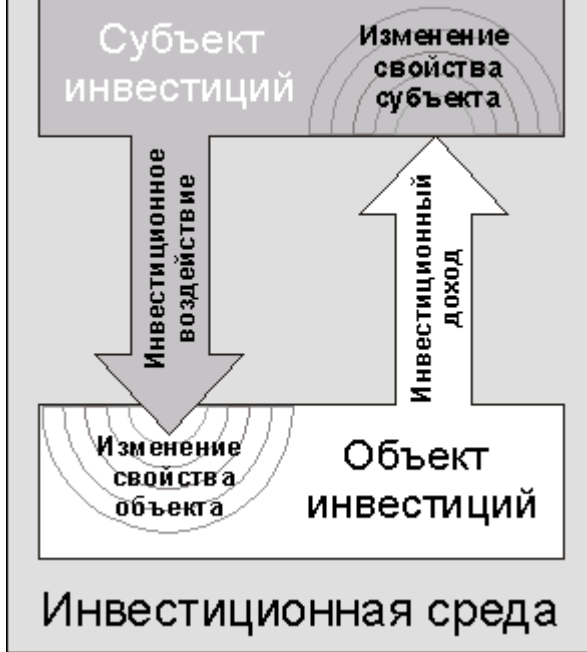 Субъект
инвестиций
Изменение
свойства
субъекта
Инвестиционное
воздействие
Инвестиционный
доход
Изменение
свойства
объекта
Объект
инвестиций
Инвестиционная среда